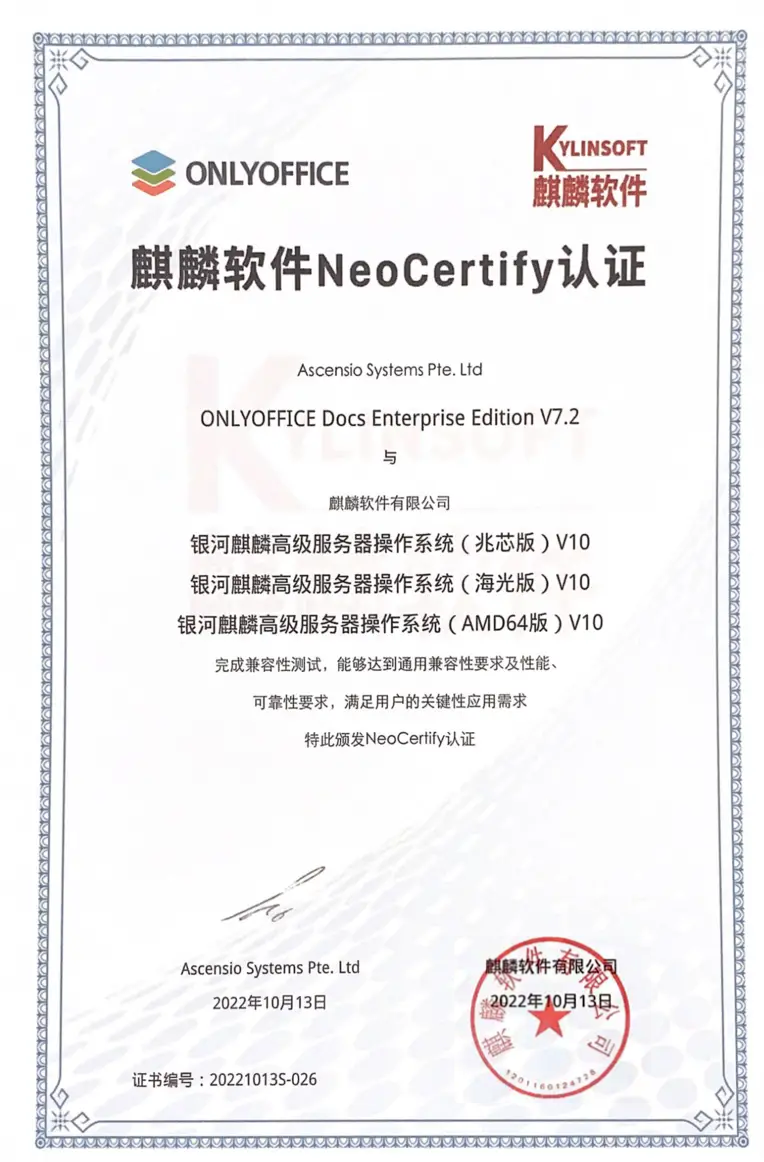 ONLYOFFICE
KYLINSOFT
麒麟软件
麒麟软件NeoCertify认证
Ascensio Systems Pte. Ltd
ONLYOFFICE Docs Enterprise Edition V7.2
与
麒麟软件有限公司
银河麒麟高级服务器操作系统（兆芯版）V10
银河麒麟高级服务器操作系统（海光版）V10
银河麒麟高级服务器操作系统（AMD64版）V10
完成兼容性测试，能够达到通用兼容性要求及性能、
可靠性要求，满足用户的关键性应用需求
特此颁发NeoCertify认证
Ascensio Systems Pte. Ltd
2022年10月13日
麒麟软件有限公司
2022年10月13日
麒麟软件有限公司
1201160124728
证书编号：20221013S-026